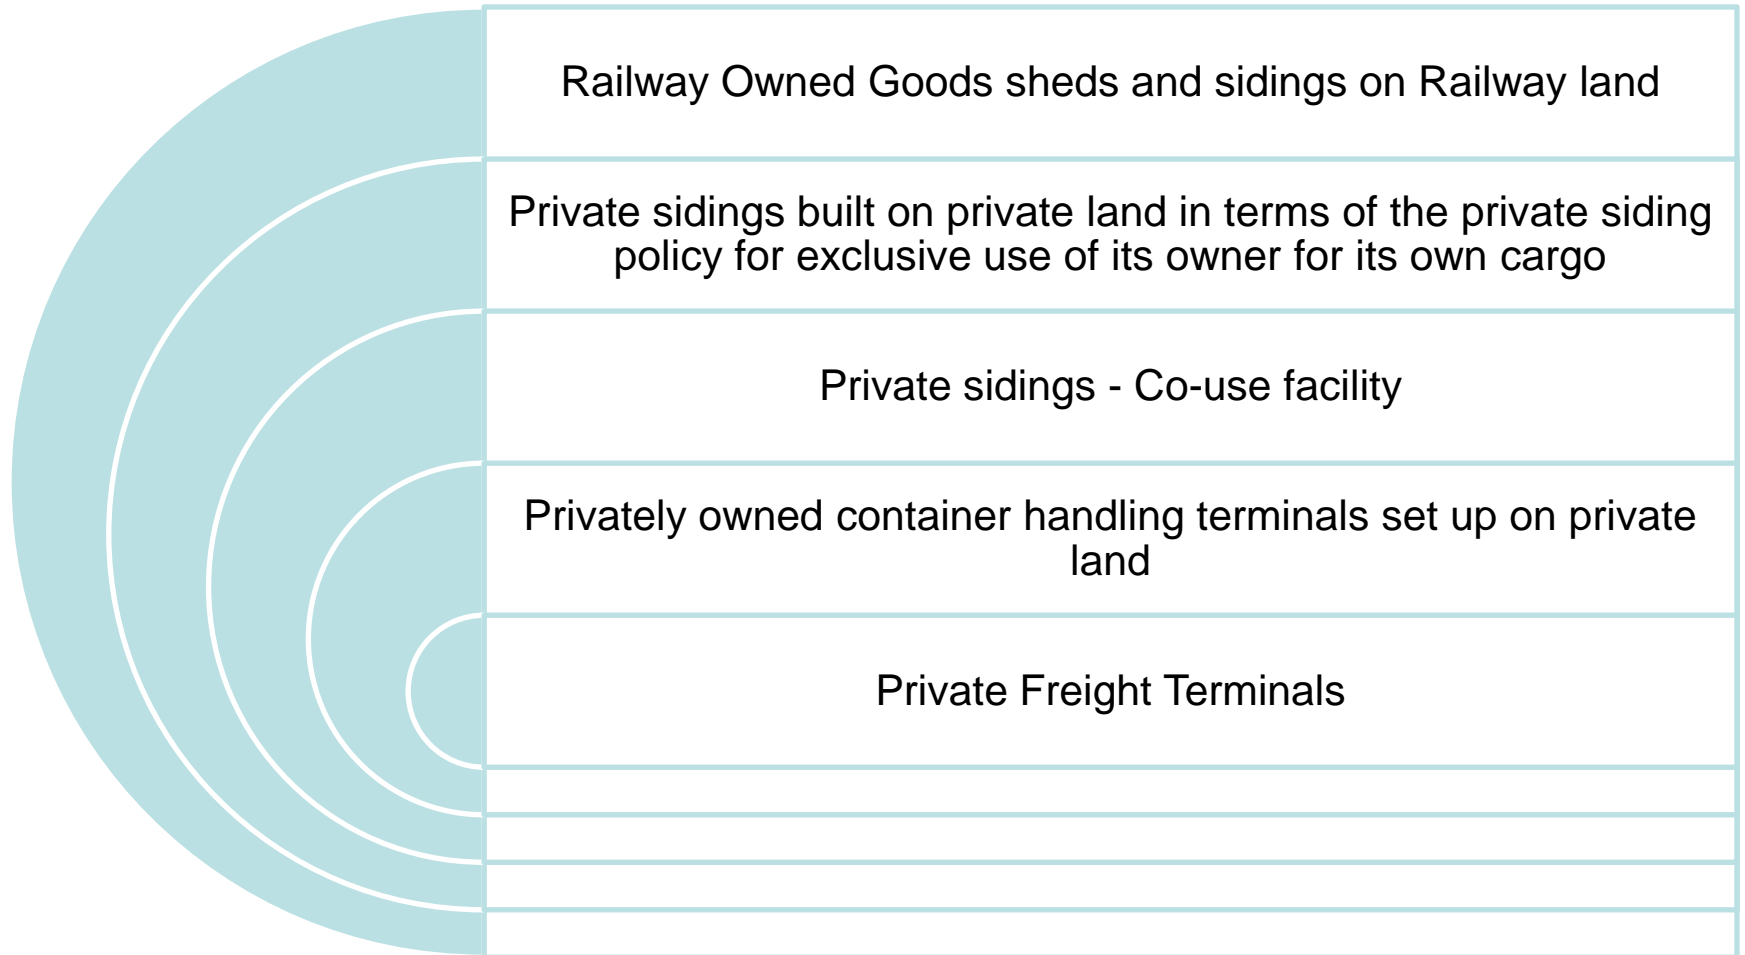 Railway Owned Goods sheds and sidings on Railway land
Private sidings built on private land in terms of the private siding
policy for exclusive use of its owner for its own cargo
Private sidings - Co-use facility
Privately owned container handling terminals set up on private
land
Private Freight Terminals